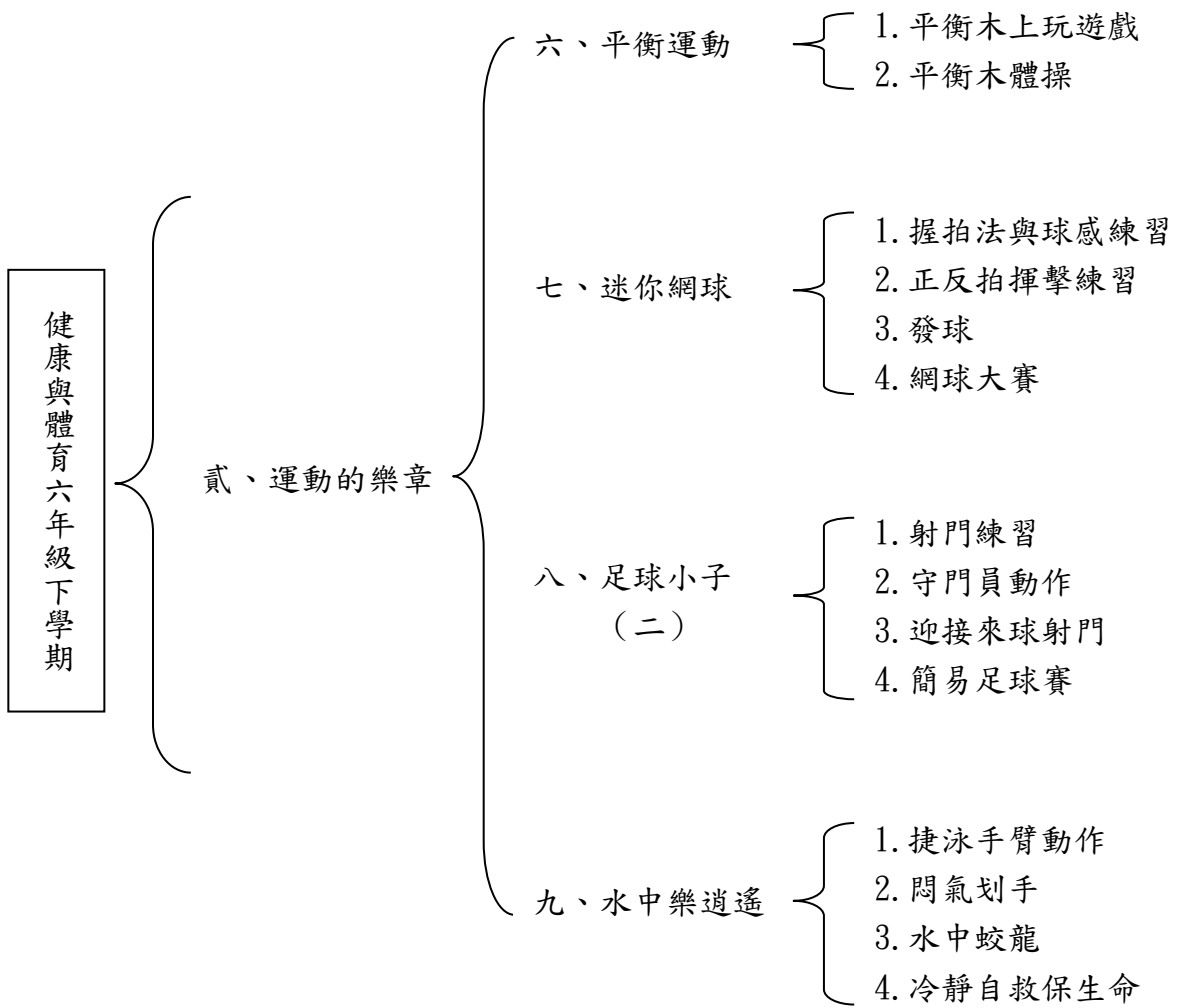 健康與體育六年級下學期
貳、運動的樂章
六、平衡運動
1.平衡木上玩遊戲
2.平衡木體操
七、迷你網球
1.握拍法與球感練習
2.正反拍揮擊練習
3.發球
4.網球大賽
八、足球小子
（二）
1.射門練習
2.守門員動作
3.迎接來球射門
4.簡易足球賽
九、水中樂逍遙
1.捷泳手臂動作
2.悶氣划手
3.水中蛟龍
4.冷靜自救保生命